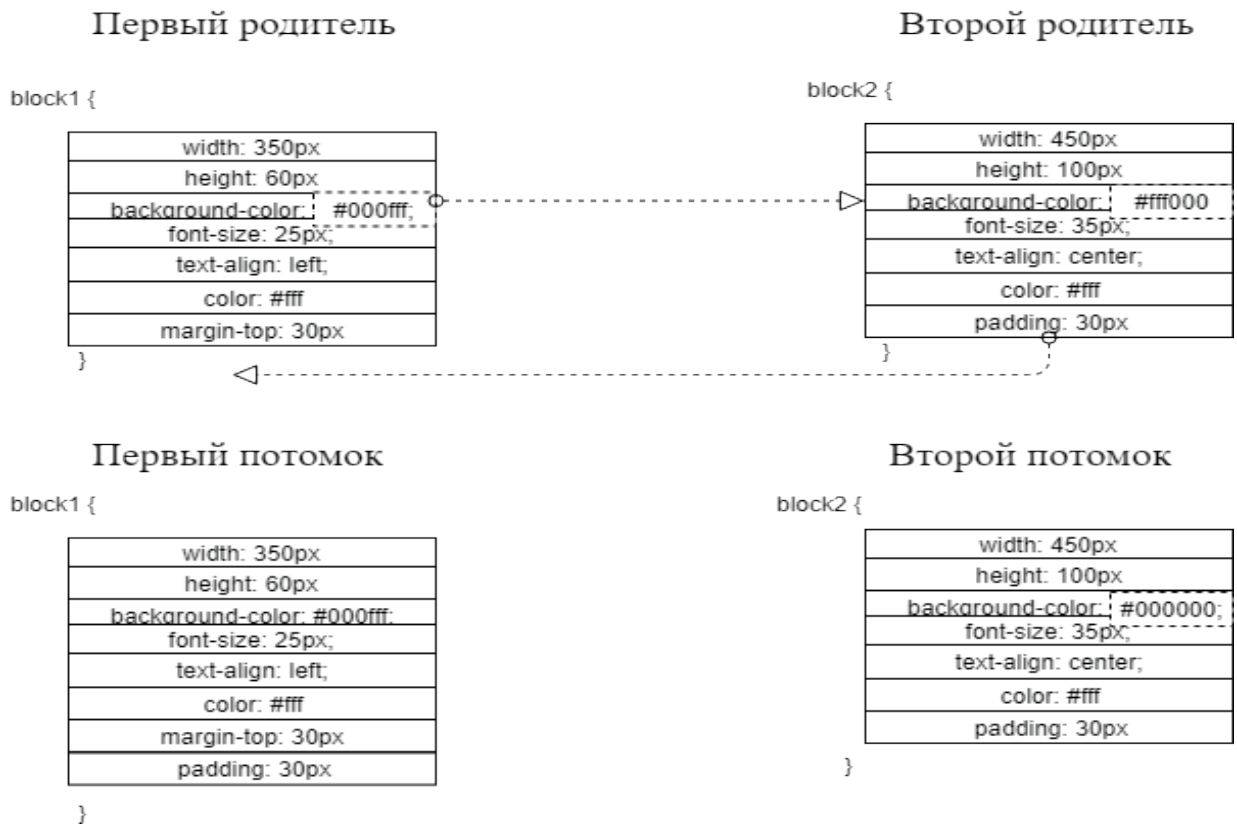 Первый родитель
block1 {
width: 350px
height: 60px
background-color: #000fff;
font-size: 25px;
text-align: left;
color: #fff
margin-top: 30px
}
Второй родитель
block2 {
width: 450px
height: 100px
background-color: #fff000
font-size: 35px;
text-align: center;
color: #fff
padding: 30px
}
Первый потомок
block1 {
width: 350px
height: 60px
background-color: #000fff;
font-size: 25px;
text-align: left;
color: #fff
margin-top: 30px
padding: 30px
}
Второй потомок
block2 {
width: 450px
height: 100px
background-color: #000000;
font-size: 35px;
text-align: center;
color: #fff
padding: 30px
}